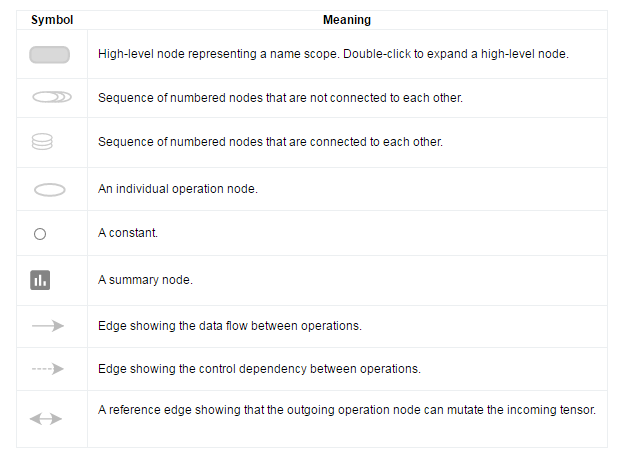 Symbol Meaning
High-level node representing a name scope. Double-click to expand a high-level node.
Sequence of numbered nodes that are not connected to each other.
Sequence of numbered nodes that are connected to each other.
An individual operation node.
A constant.
A summary node.
Edge showing the data flow between operations.
Edge showing the control dependency between operations.
A reference edge showing that the outgoing operation node can mutate the incoming tensor.